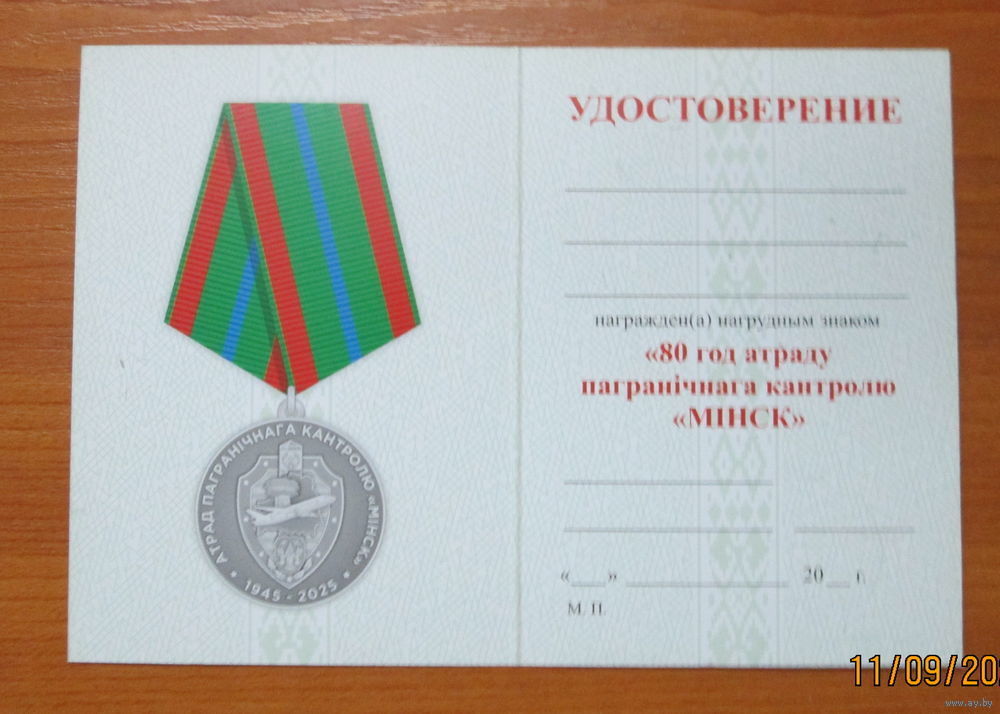 АТРАД ПАГРАНІЧНАГА КАНТРОЛЮ «МІНСК»
1945 - 2025
УДОСТОВЕРЕНИЕ
награжден(а) нагрудным знаком
«80 год атраду
пагранічнага кантролю
«МІНСК»
«___» ______________ 20__ г.
М. П.
11/09/20
www.ay.by